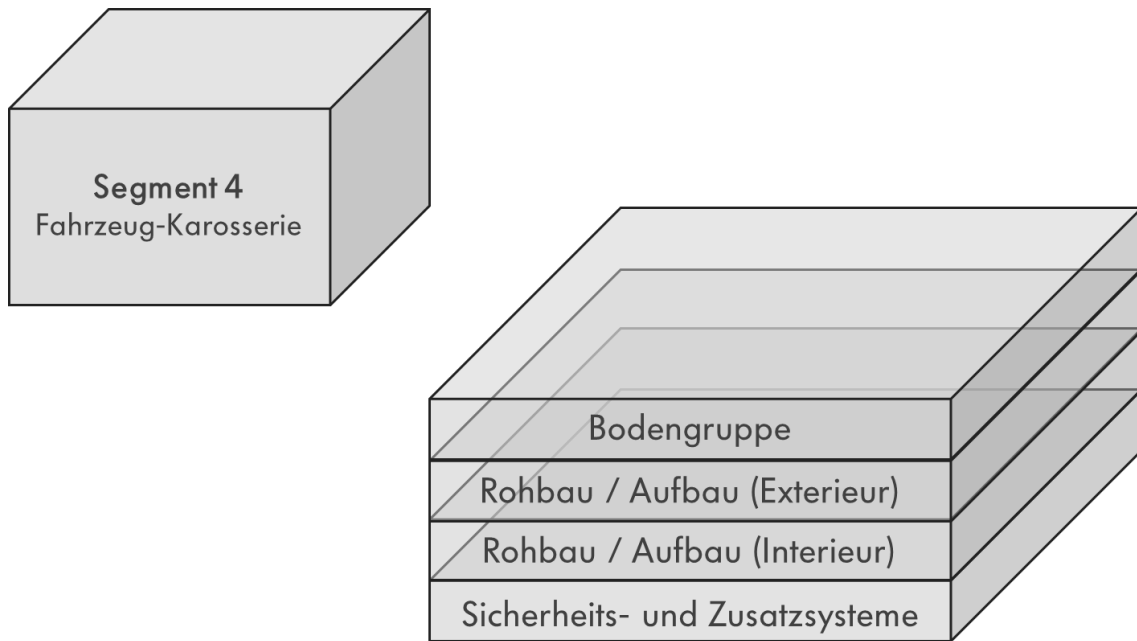 Segment 4
Fahrzeug-Karosserie
Bodengruppe
Rohbau / Aufbau (Exterieur)
Rohbau / Aufbau (Interieur)
Sicherheits- und Zusatzsysteme